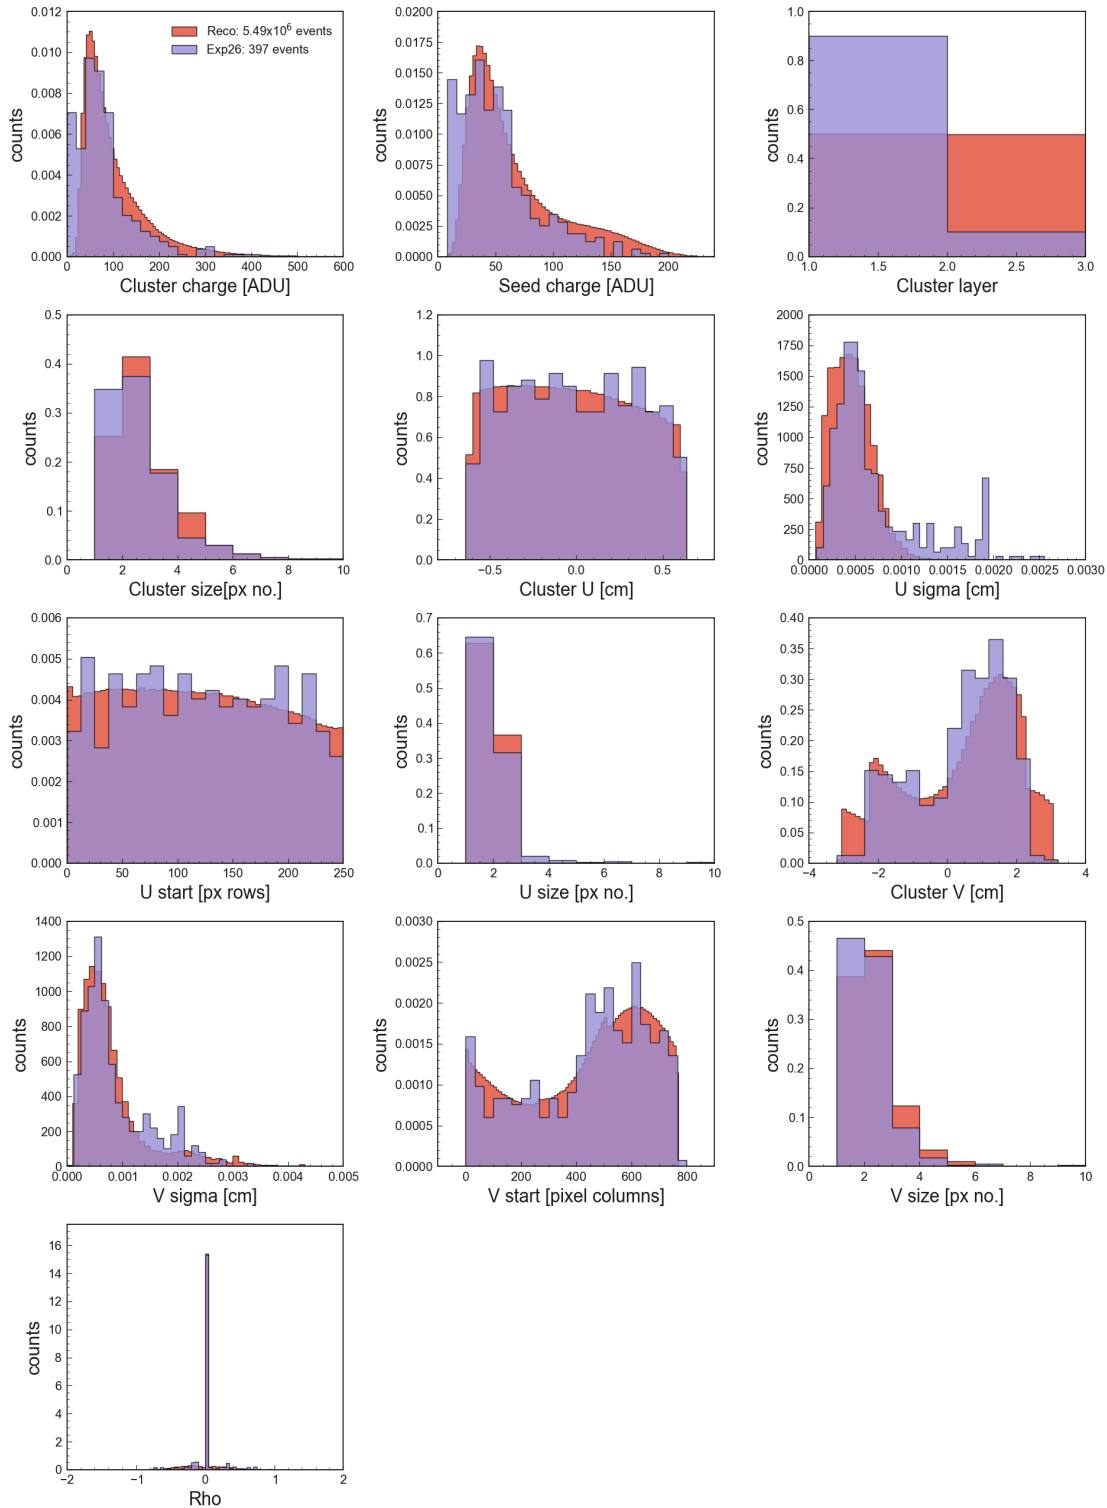 0.012
0.010
0.008
0.006
0.004
0.002
0.000
counts
Reco: 5.49x10⁶ events
Exp26: 397 events
0 100 200 300 400 500 600
Cluster charge [ADU]
0.0200
0.0175
0.0150
0.0125
0.0100
0.0075
0.0050
0.0025
0.0000
counts
0 50 100 150 200
Seed charge [ADU]
1.0
0.8
0.6
0.4
0.2
0.0
counts
1.0 1.5 2.0 2.5 3.0
Cluster layer
0.5
0.4
0.3
0.2
0.1
0.0
counts
0 2 4 6 8 10
Cluster size[px no.]
1.2
1.0
0.8
0.6
0.4
0.2
0.0
counts
−0.5 0.0 0.5
Cluster U [cm]
2000
1750
1500
1250
1000
750
500
250
0
counts
0.0000 0.0005 0.0010 0.0015 0.0020 0.0025 0.0030
U sigma [cm]
0.006
0.005
0.004
0.003
0.002
0.001
0.000
counts
0 50 100 150 200 250
U start [px rows]
0.7
0.6
0.5
0.4
0.3
0.2
0.1
0.0
counts
0 2 4 6 8 10
U size [px no.]
0.40
0.35
0.30
0.25
0.20
0.15
0.10
0.05
0.00
counts
−4 −2 0 2 4
Cluster V [cm]
1400
1200
1000
800
600
400
200
0
counts
0.000 0.001 0.002 0.003 0.004 0.005
V sigma [cm]
0.0030
0.0025
0.0020
0.0015
0.0010
0.0005
0.0000
counts
0 200 400 600 800
V start [pixel columns]
0.5
0.4
0.3
0.2
0.1
0.0
counts
0 2 4 6 8 10
V size [px no.]
16
14
12
10
8
6
4
2
0
counts
−2 −1 0 1 2
Rho